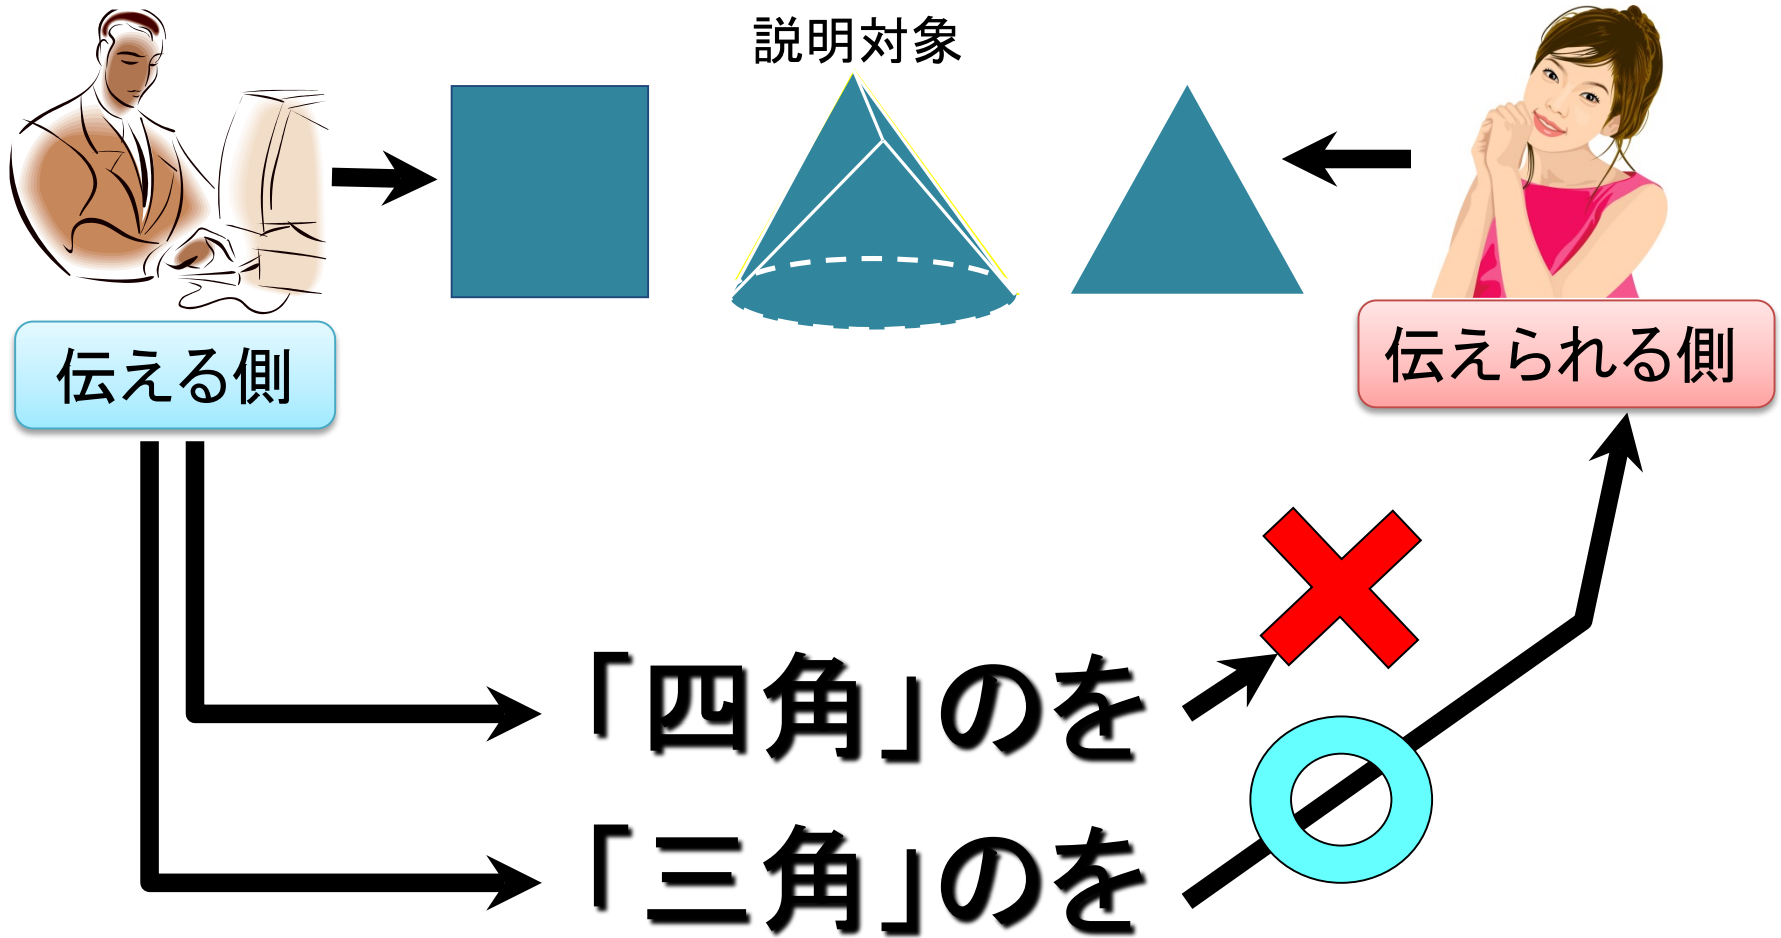 説明対象
伝える側
伝えられる側
「四角」のを
「三角」のを